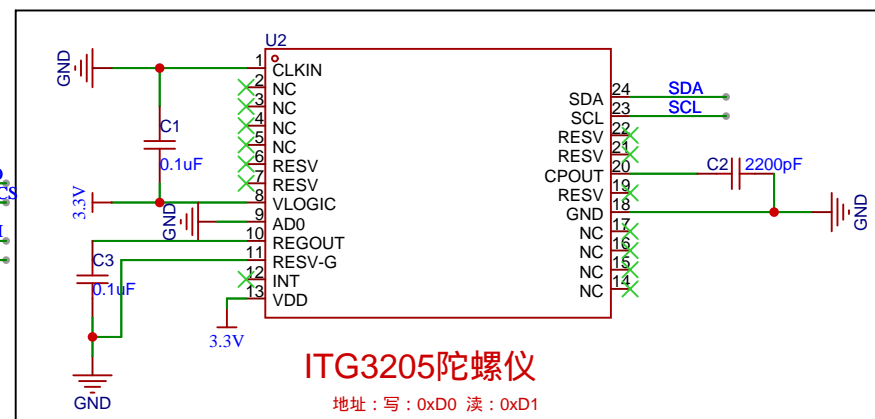 U2
GND
1 CLKIN
2 NC
3 NC
4 NC
5 NC
6 RESV
7 RESV
8 VLOGIC
9 AD0
10 REGOUT
11 RESV-G
12 INT
13 VDD
C1
0.1uF
3.3V
GND
C3
0.1uF
GND
3.3V
SDA 24 SDA
SCL 23 SCL
RESV 22
RESV 21
CPOUT 20
RESV 19
GND 18
NC 17
NC 16
NC 15
NC 14
C2 2200pF
GND
CS
ITG3205陀螺仪
地址：写：0xD0 渎：0xD1